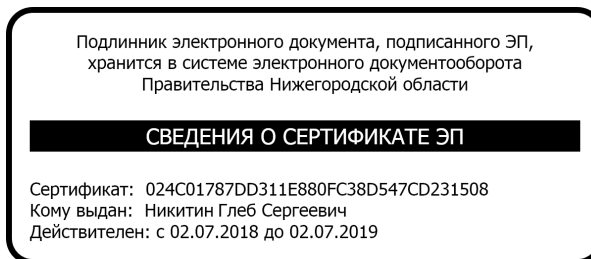 Подлинник электронного документа, подписанного ЭП,
хранится в системе электронного документооборота
Правительства Нижегородской области
СВЕДЕНИЯ О СЕРТИФИКАТЕ ЭП
Сертификат: 024C01787DD311E880FC38D547CD231508
Кому выдан: Никитин Глеб Сергеевич
Действителен: с 02.07.2018 до 02.07.2019